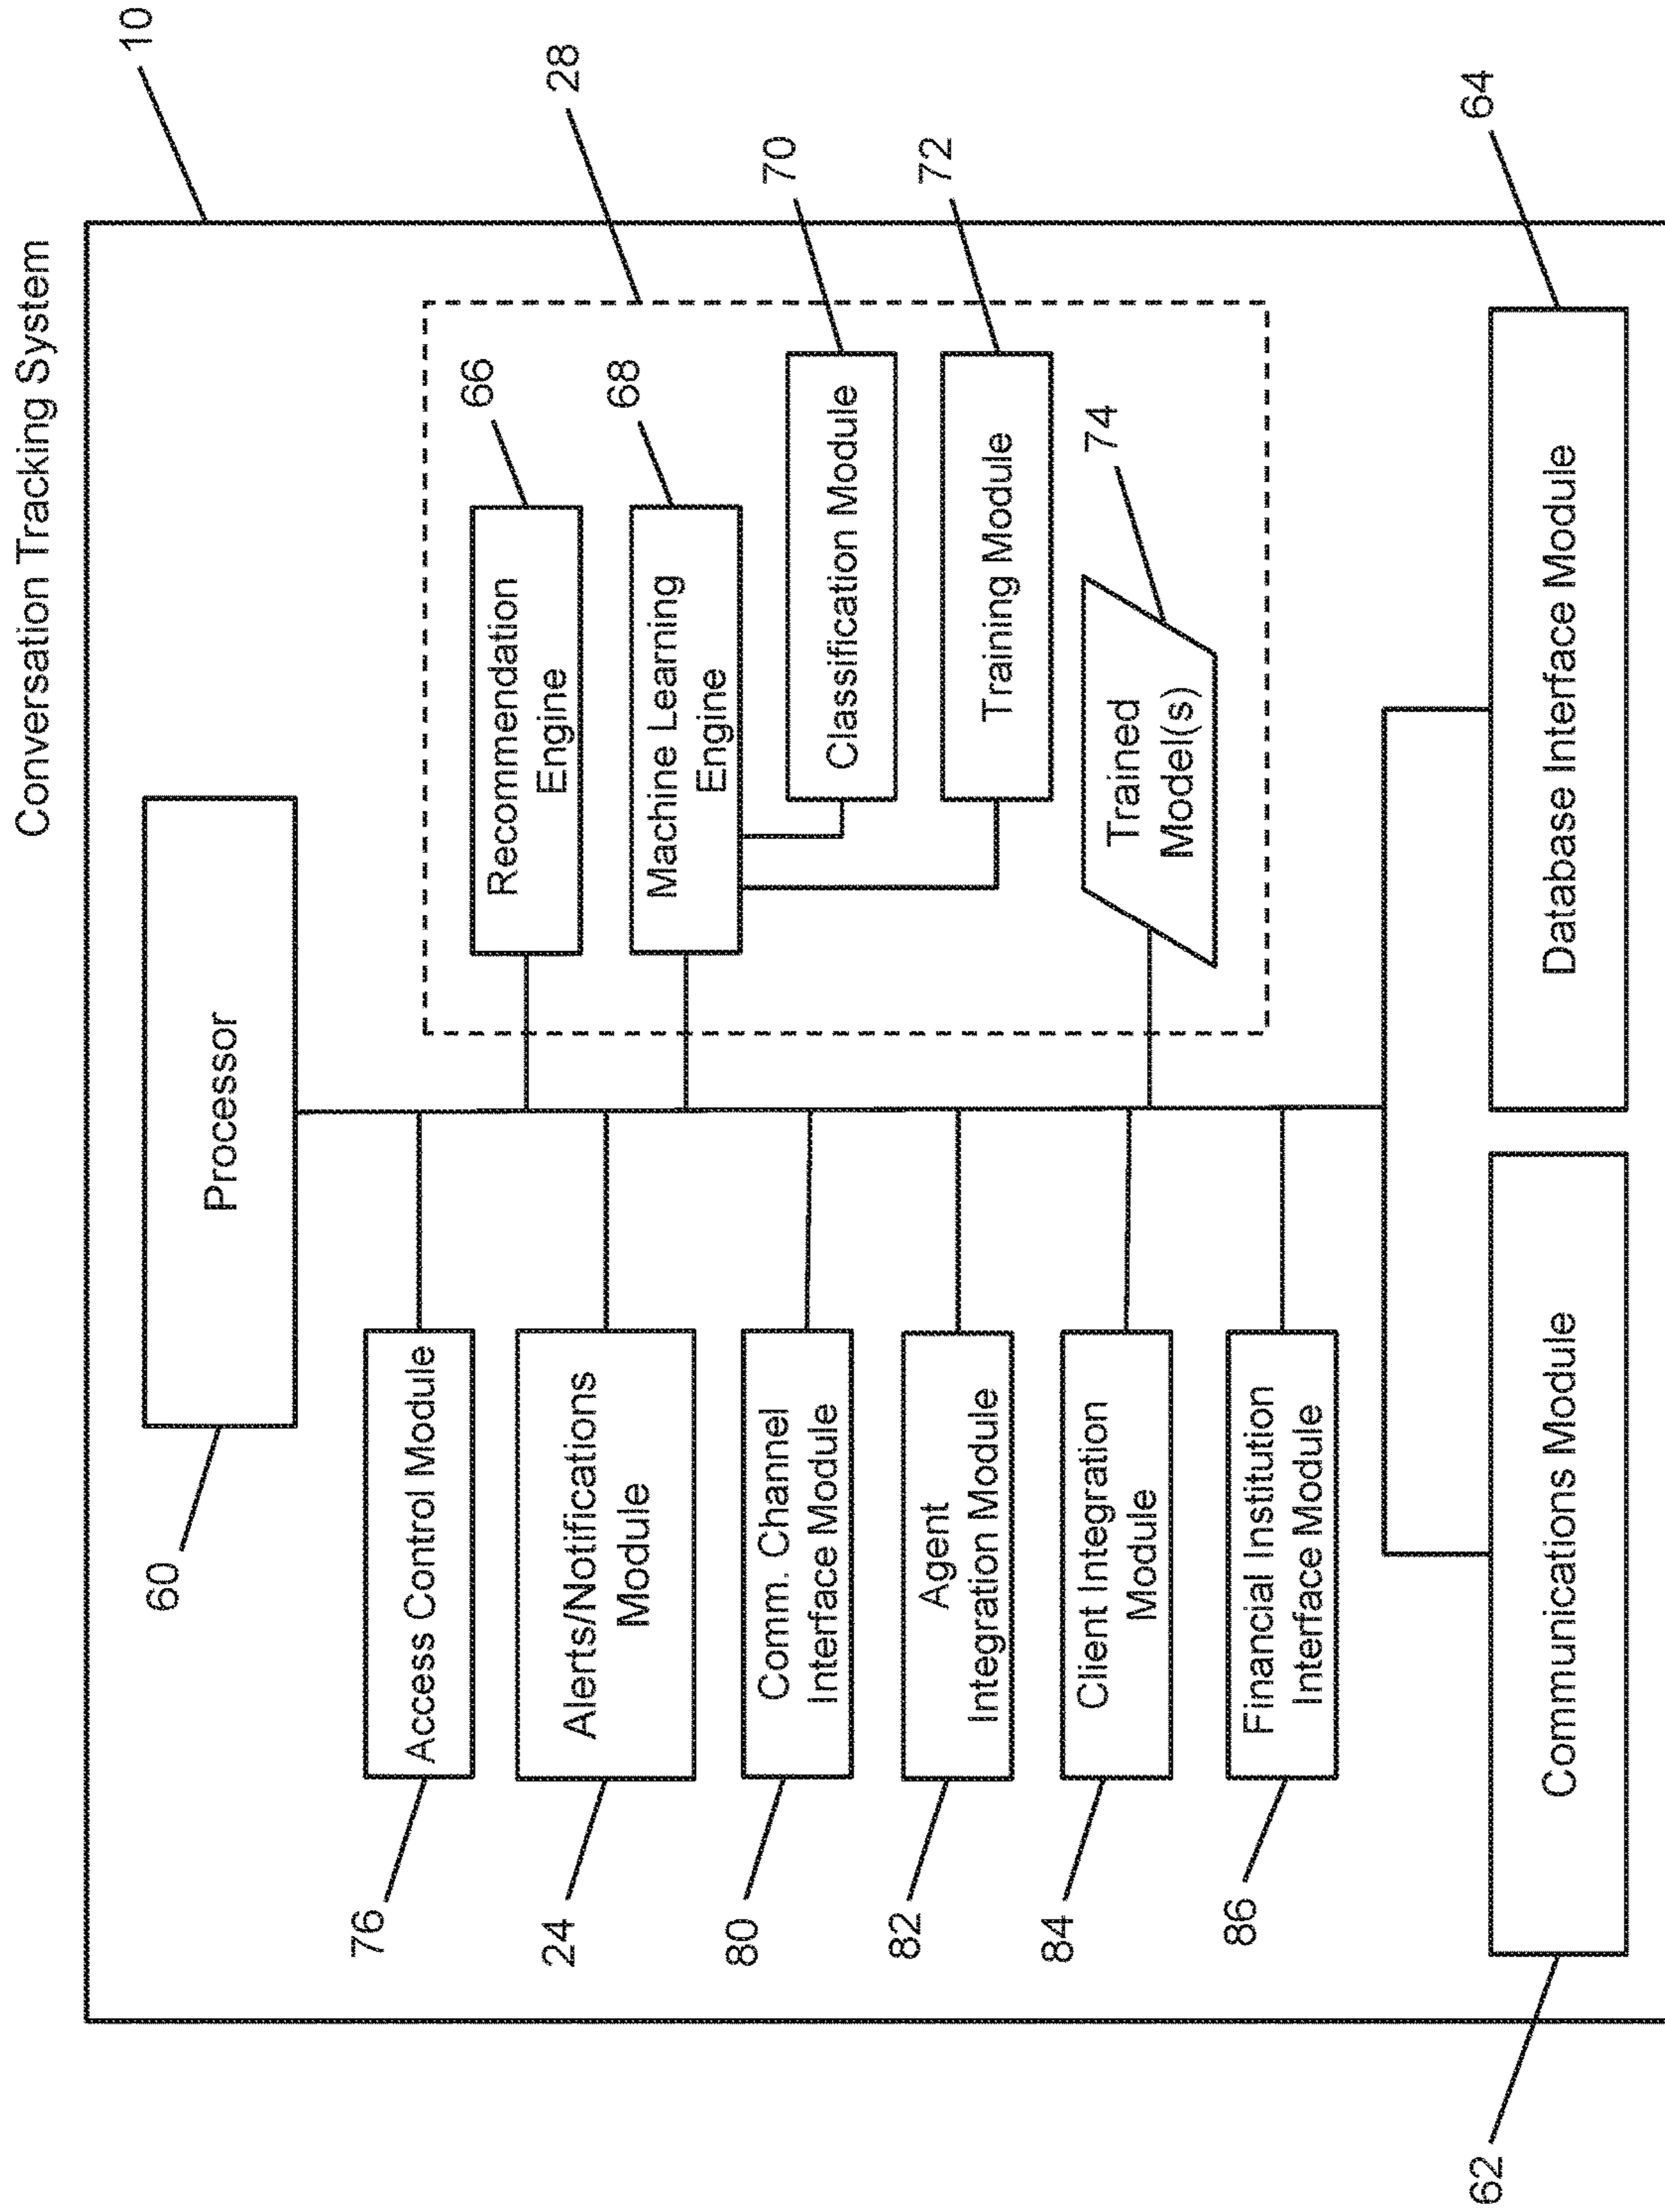 Conversation Tracking System
10
Processor
60
28
Access Control Module
76
Recommendation
Engine
66
Alerts/Notifications
Module
24
Machine Learning
Engine
68
Comm. Channel
Interface Module
80
Classification Module
70
Agent
Integration Module
82
Training Module
72
Client Integration
Module
84
Trained
Model(s)
74
Financial Institution
Interface Module
86
Communications Module
62
Database Interface Module
64